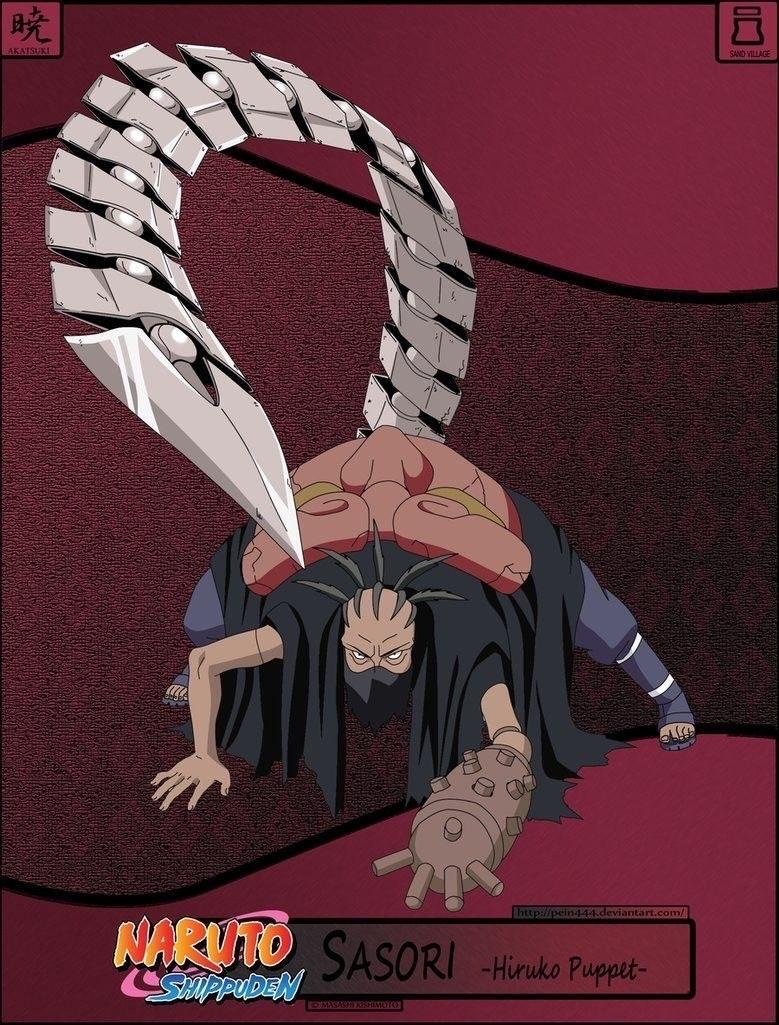 暁
AKATSUKI
SAND VILLAGE
http://pein444.deviantart.com/
NARUTO
SHIPPUDEN
SASORI -Hiruko Puppet-
© MASASHI KISHIMOTO